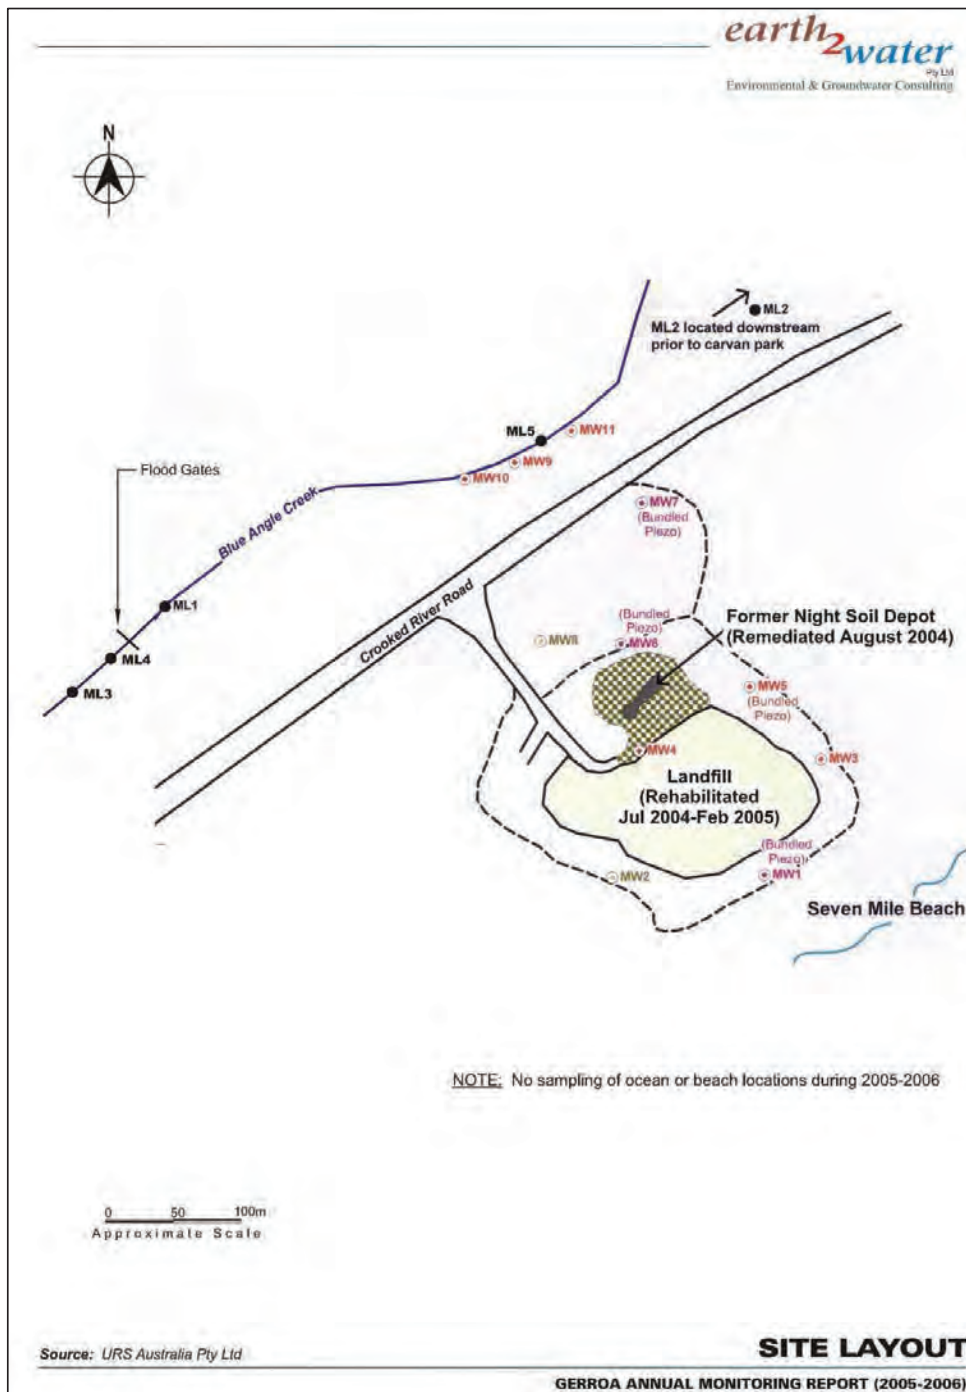 earth2water
Pty Ltd
Environmental & Groundwater Consulting
N
ML2
ML2 located downstream
prior to carvan park
ML5
MW11
MW9
MW10
Flood Gates
Blue Angle Creek
MW7
(Bundled
Piezo)
ML1
Crooked River Road
(Bundled
Piezo)
MW6
MW8
Former Night Soil Depot
(Remediated August 2004)
ML4
ML3
MW5
(Bundled
Piezo)
MW4
MW3
Landfill
(Rehabilitated
Jul 2004-Feb 2005)
(Bundled
Piezo)
MW1
MW2
Seven Mile Beach
NOTE: No sampling of ocean or beach locations during 2005-2006
0 50 100m
Approximate Scale
Source: URS Australia Pty Ltd
SITE LAYOUT
GERROA ANNUAL MONITORING REPORT (2005-2006)